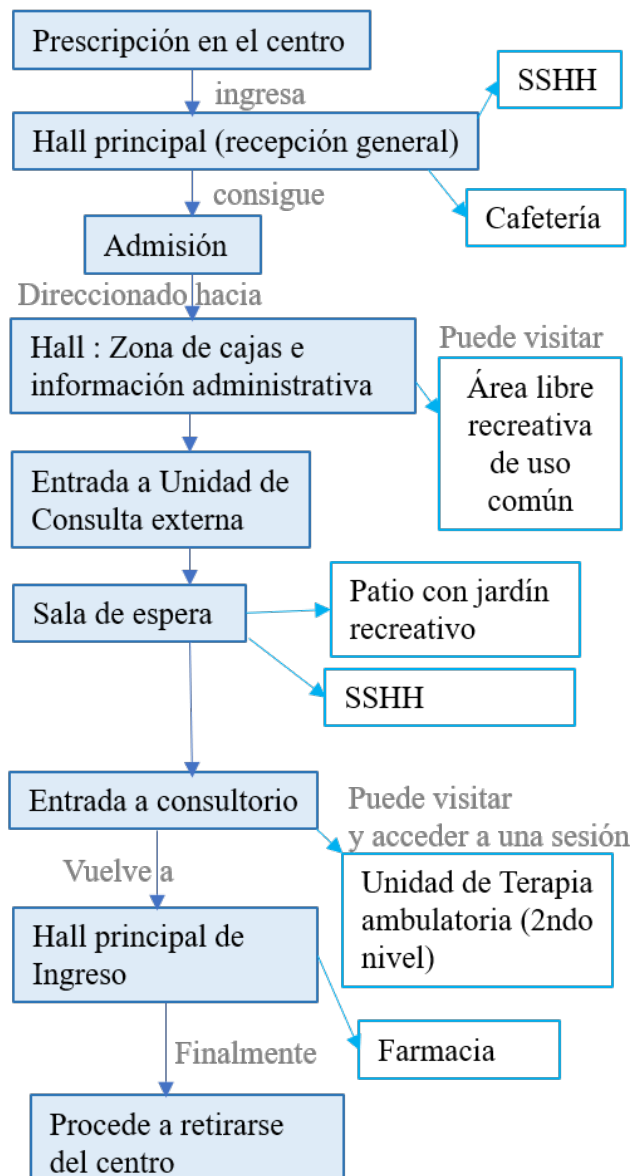 Prescripción en el centro
ingresa
SSHH
Hall principal (recepción general)
consigue
Cafetería
Admisión
Direccionado hacia
Hall : Zona de cajas e
información administrativa
Puede visitar
Área libre
recreativa
de uso
común
Entrada a Unidad de
Consulta externa
Sala de espera
Patio con jardín
recreativo
SSHH
Entrada a consultorio
Puede visitar
y acceder a una sesión
Vuelve a
Unidad de Terapia
ambulatoria (2ndo
nivel)
Hall principal de
Ingreso
Finalmente
Farmacia
Procede a retirarse
del centro